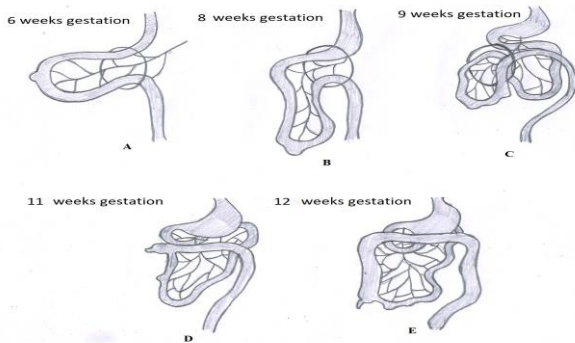 6 weeks gestation
8 weeks gestation
9 weeks gestation
A
B
C
11 weeks gestation
12 weeks gestation
D
E